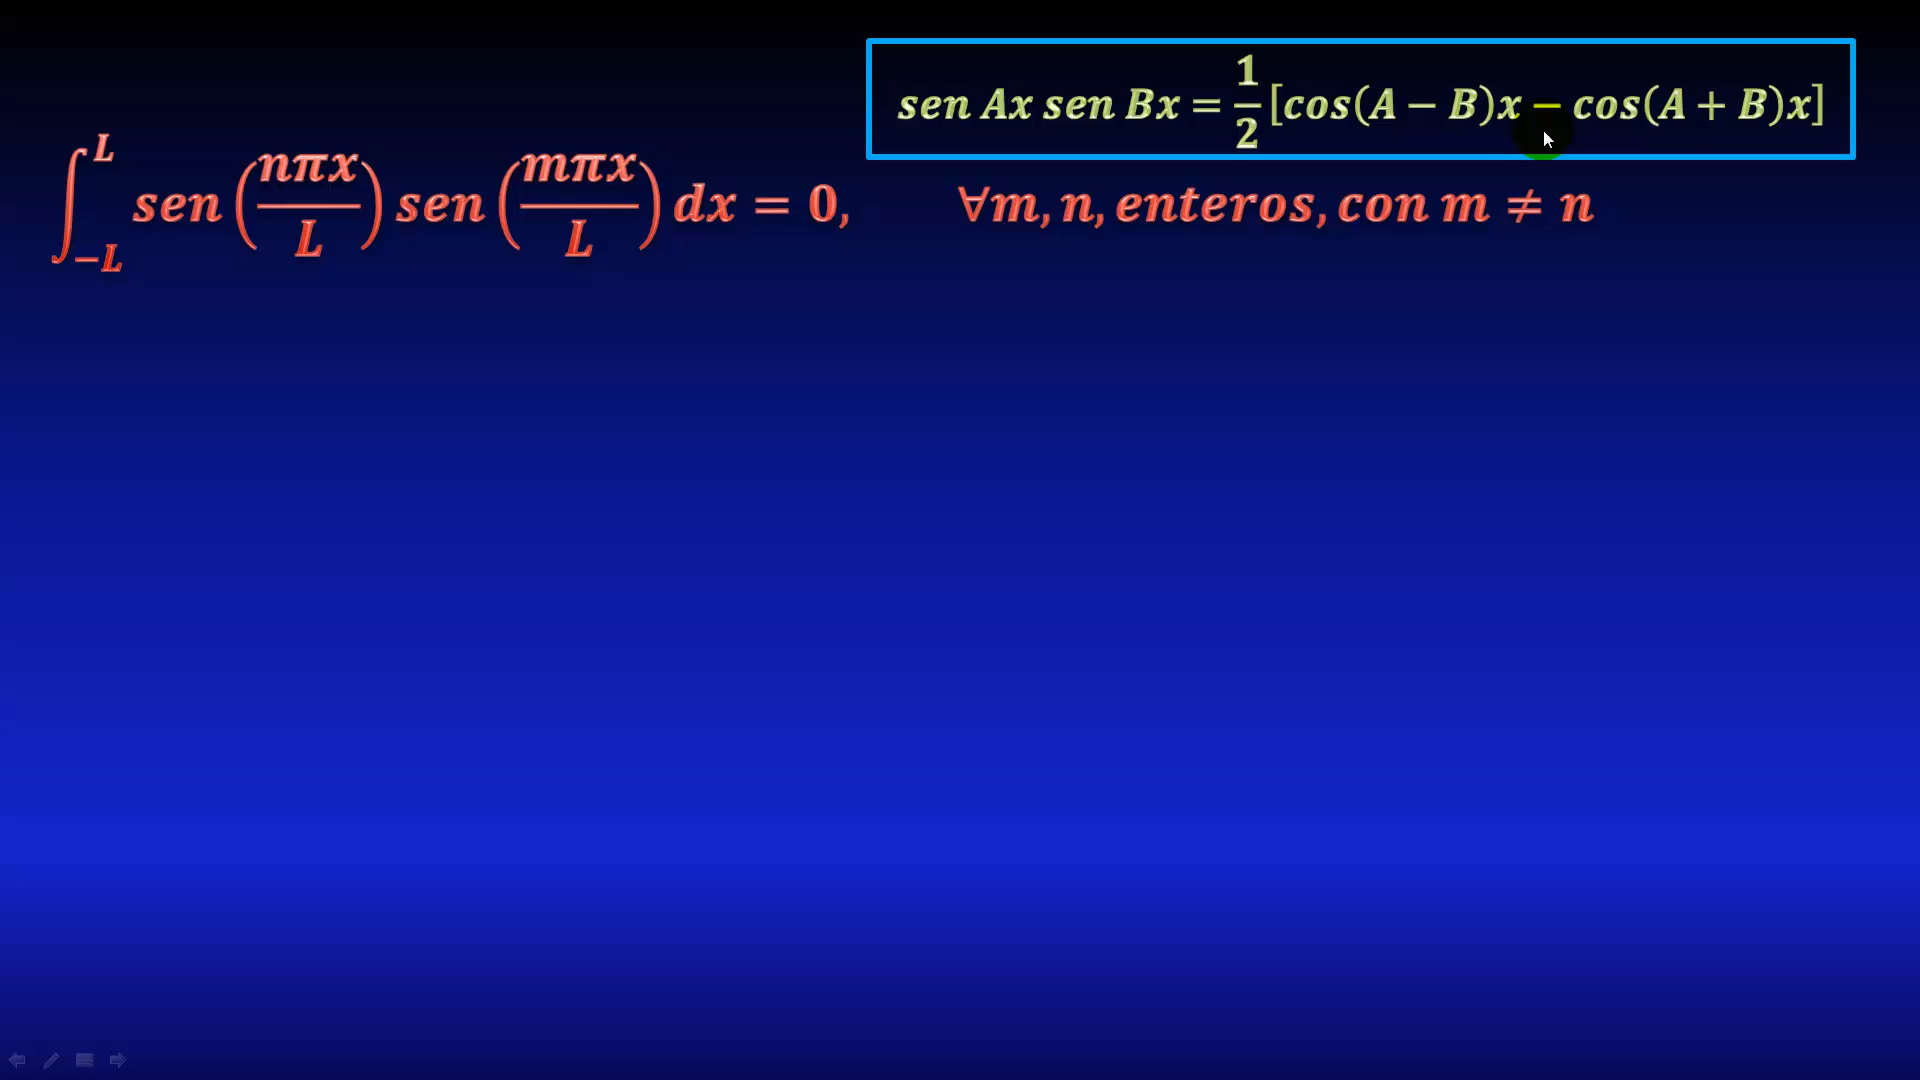 sen Ax sen Bx = 1/2 [cos(A − B)x − cos(A + B)x]
∫_{−L}^{L} sen (nπx/L) sen (mπx/L) dx = 0, ∀m, n, enteros, con m ≠ n